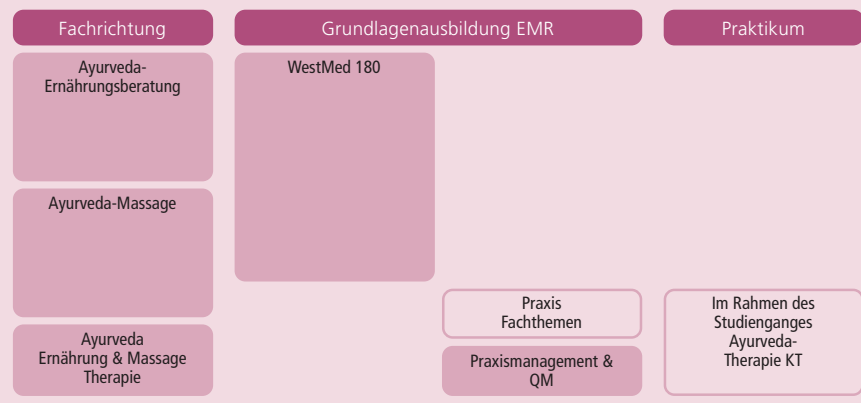 Fachrichtung
Grundlagenausbildung EMR
Praktikum
Ayurveda-
Ernährungsberatung
WestMed 180
Ayurveda-Massage
Praxis
Fachthemen
Im Rahmen des
Studienganges
Ayurveda-
Therapie KT
Ayurveda
Ernährung & Massage
Therapie
Praxismanagement &
QM